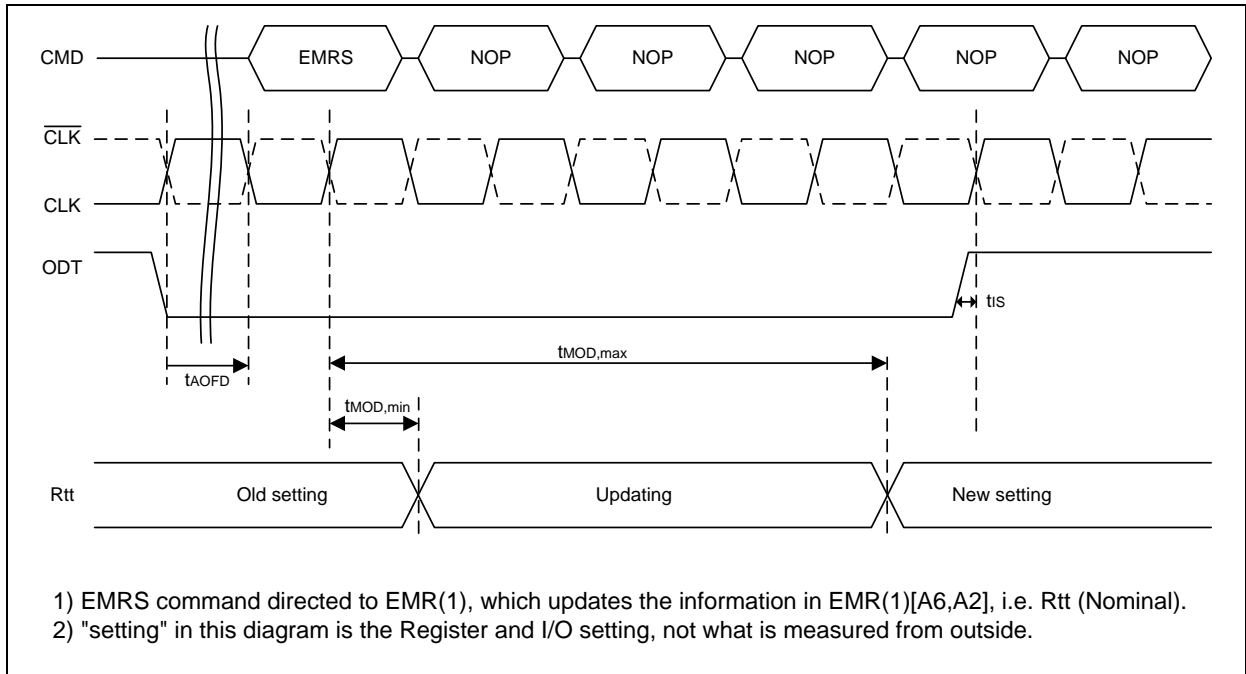 CMD EMRS NOP NOP NOP NOP NOP
CLK
CLK
ODT
tIS
tMOD,max
tAOFD
tMOD,min
Rtt Old setting Updating New setting
1) EMRS command directed to EMR(1), which updates the information in EMR(1)[A6,A2], i.e. Rtt (Nominal).
2) "setting" in this diagram is the Register and I/O setting, not what is measured from outside.